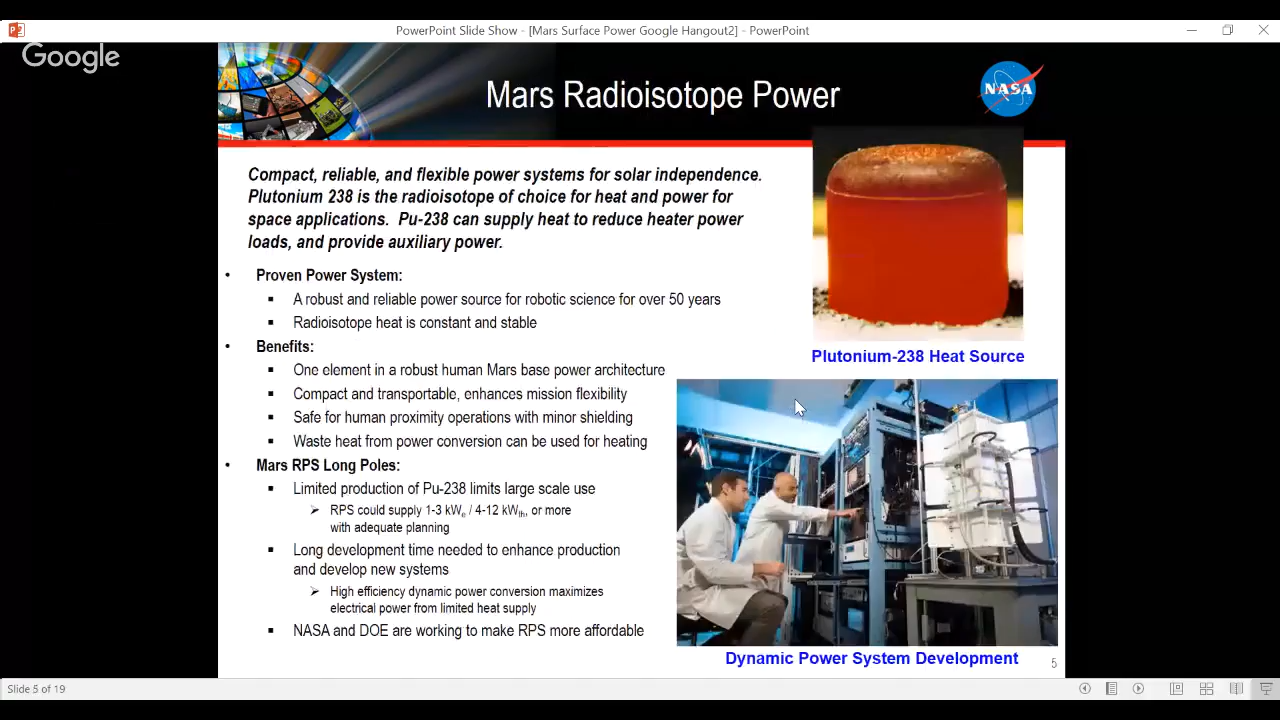 PowerPoint Slide Show - [Mars Surface Power Google Hangout2] - PowerPoint
Google
Mars Radioisotope Power
NASA
Compact, reliable, and flexible power systems for solar independence.
Plutonium 238 is the radioisotope of choice for heat and power for
space applications. Pu-238 can supply heat to reduce heater power
loads, and provide auxiliary power.
• Proven Power System:
▪ A robust and reliable power source for robotic science for over 50 years
▪ Radioisotope heat is constant and stable
• Benefits:
▪ One element in a robust human Mars base power architecture
▪ Compact and transportable, enhances mission flexibility
▪ Safe for human proximity operations with minor shielding
▪ Waste heat from power conversion can be used for heating
• Mars RPS Long Poles:
▪ Limited production of Pu-238 limits large scale use
➢ RPS could supply 1-3 kWe / 4-12 kWth, or more
with adequate planning
▪ Long development time needed to enhance production
and develop new systems
➢ High efficiency dynamic power conversion maximizes
electrical power from limited heat supply
▪ NASA and DOE are working to make RPS more affordable
Plutonium-238 Heat Source
Dynamic Power System Development
5
Slide 5 of 19